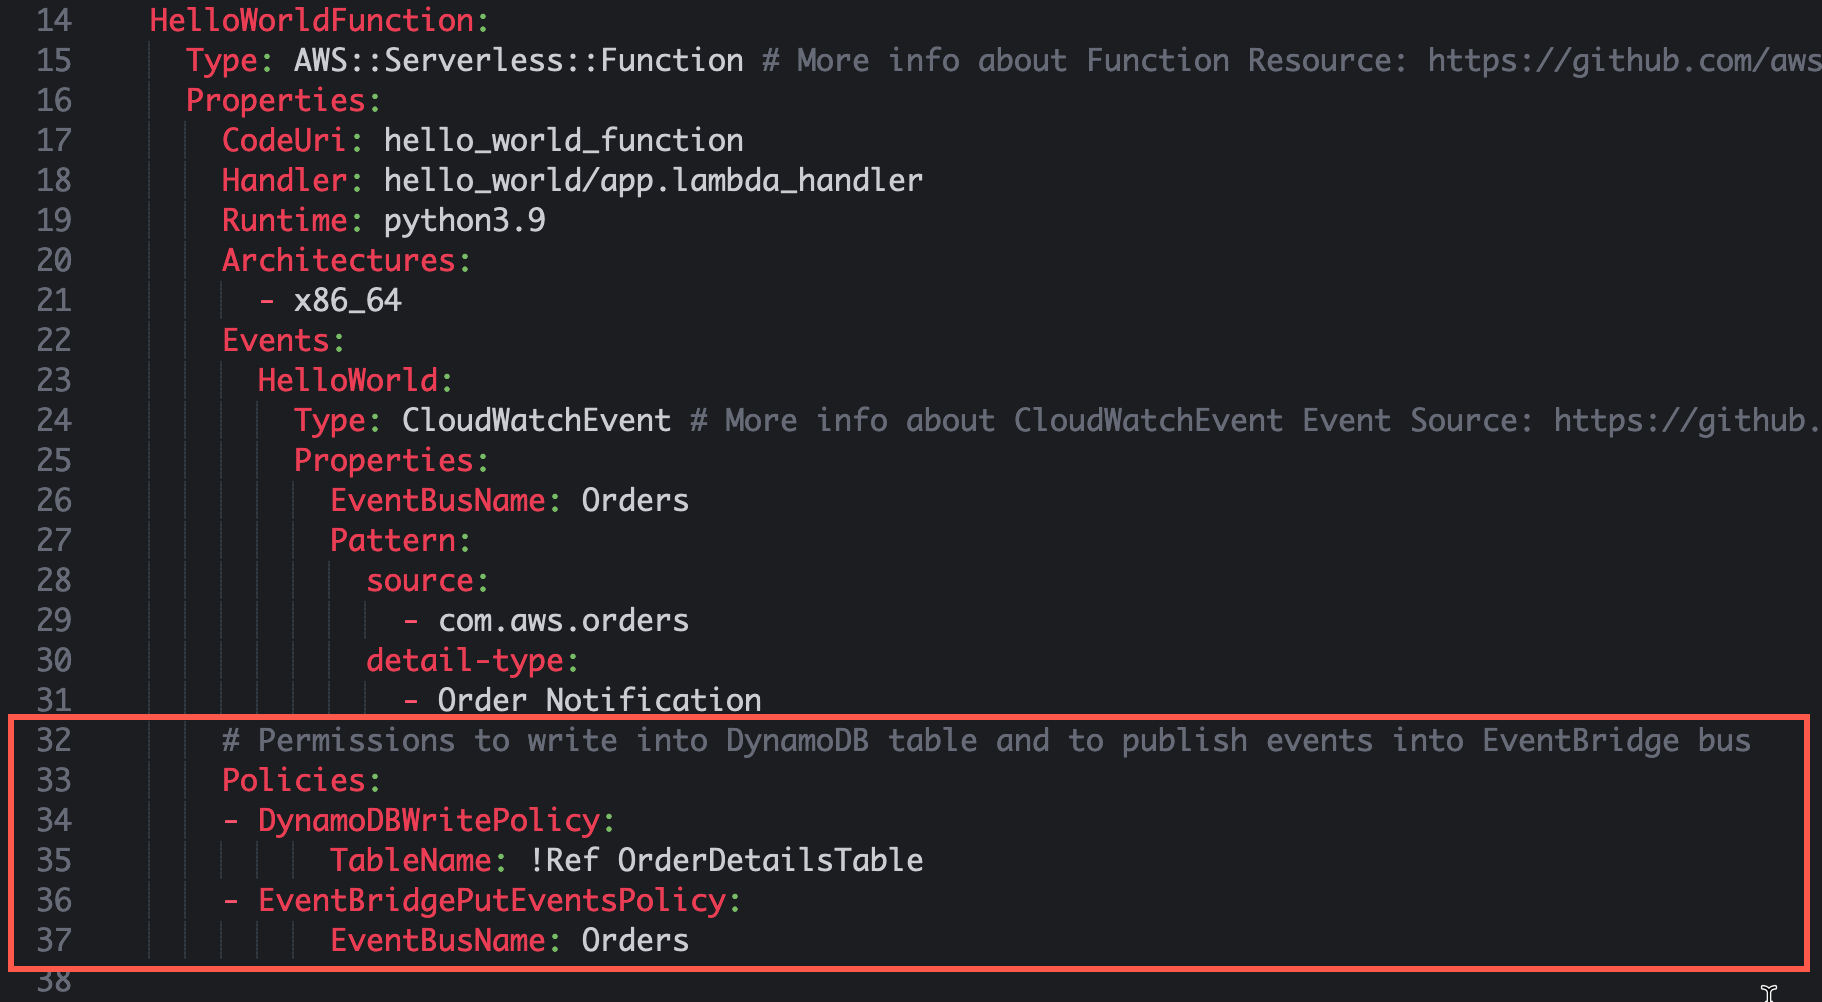 14 HelloWorldFunction:
15 Type: AWS::Serverless::Function # More info about Function Resource: https://github.com/aws
16 Properties:
17 CodeUri: hello_world_function
18 Handler: hello_world/app.lambda_handler
19 Runtime: python3.9
20 Architectures:
21 - x86_64
22 Events:
23 HelloWorld:
24 Type: CloudWatchEvent # More info about CloudWatchEvent Event Source: https://github.
25 Properties:
26 EventBusName: Orders
27 Pattern:
28 source:
29 - com.aws.orders
30 detail-type:
31 - Order Notification
32 # Permissions to write into DynamoDB table and to publish events into EventBridge bus
33 Policies:
34 - DynamoDBWritePolicy:
35 TableName: !Ref OrderDetailsTable
36 - EventBridgePutEventsPolicy:
37 EventBusName: Orders
38